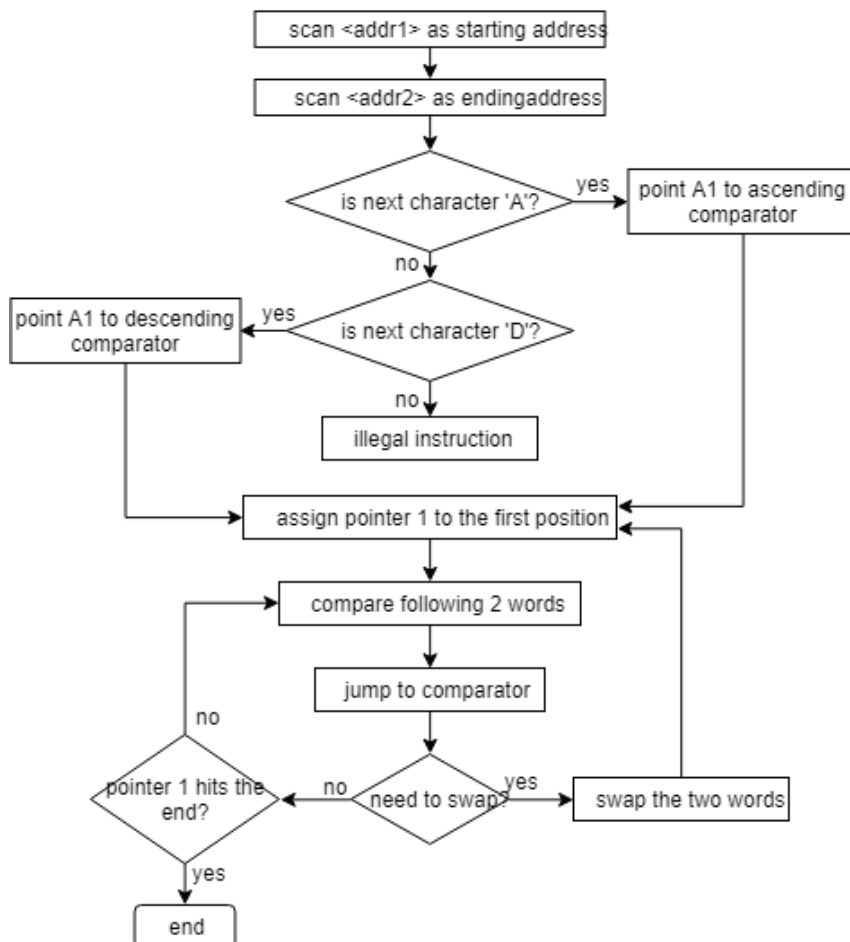 scan <addr1> as starting address
scan <addr2> as endingaddress
is next character 'A'?
yes
point A1 to ascending
comparator
no
point A1 to descending
comparator
yes
is next character 'D'?
no
illegal instruction
assign pointer 1 to the first position
compare following 2 words
jump to comparator
no
pointer 1 hits the
end?
no
need to swap?
yes
swap the two words
yes
end